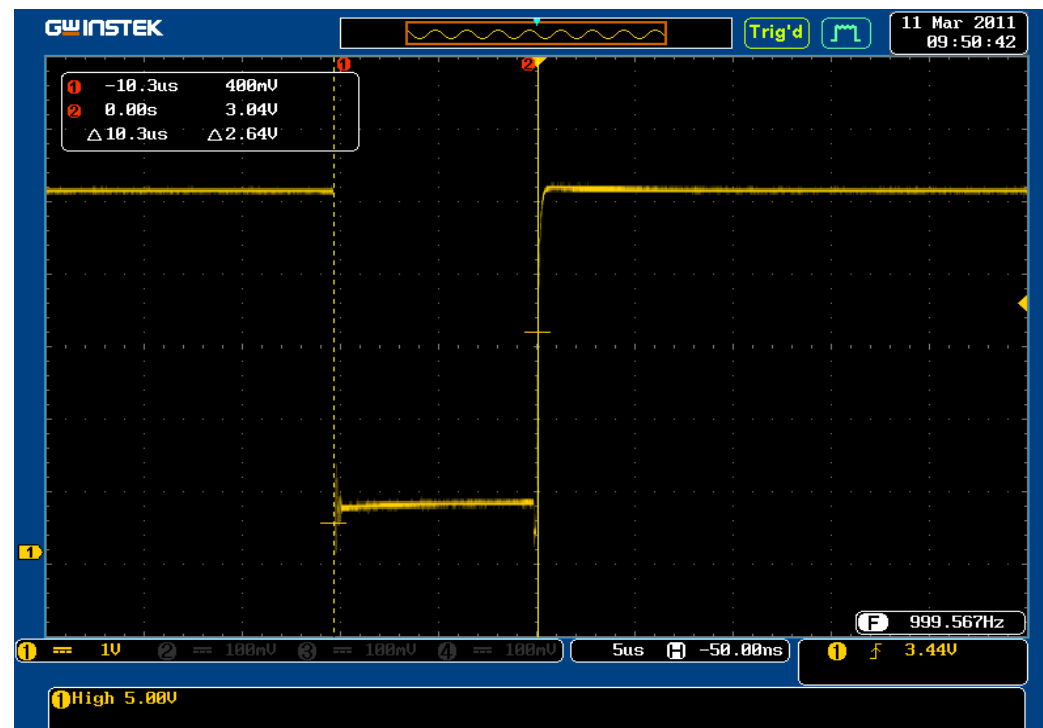 GWINSTEK
Trig'd
11 Mar 2011
09:50:42
1 2
1 -10.3us 400mV
2 0.00s 3.04V
△10.3us △2.64V
1
F 999.567Hz
1 1V 2 100mV 3 100mV 4 100mV 5us H -50.00ns 1 3.44V
1 High 5.00V